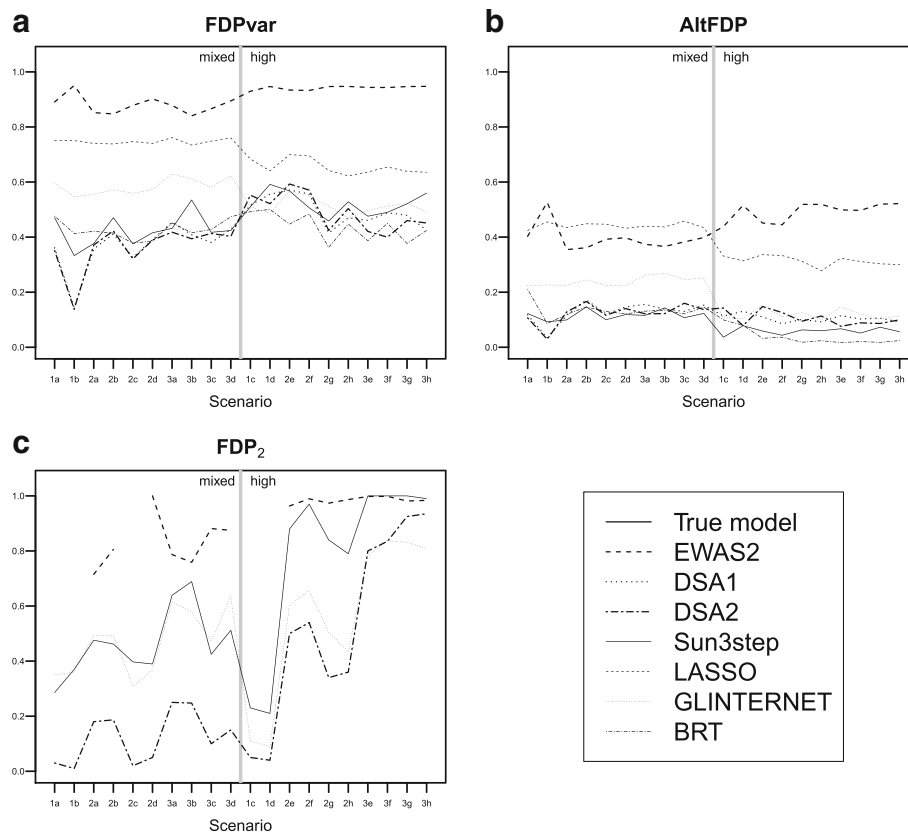 a
FDPvar
mixed high
1.0
0.8
0.6
0.4
0.2
0.0
1a 1b 2a 2b 2c 2d 3a 3b 3c 3d 1c 1d 2e 2f 2g 2h 3e 3f 3g 3h
Scenario
b
AltFDP
mixed high
1.0
0.8
0.6
0.4
0.2
0.0
1a 1b 2a 2b 2c 2d 3a 3b 3c 3d 1c 1d 2e 2f 2g 2h 3e 3f 3g 3h
Scenario
c
FDP2
mixed high
1.0
0.8
0.6
0.4
0.2
0.0
1a 1b 2a 2b 2c 2d 3a 3b 3c 3d 1c 1d 2e 2f 2g 2h 3e 3f 3g 3h
Scenario
True model
EWAS2
DSA1
DSA2
Sun3step
LASSO
GLINTERNET
BRT